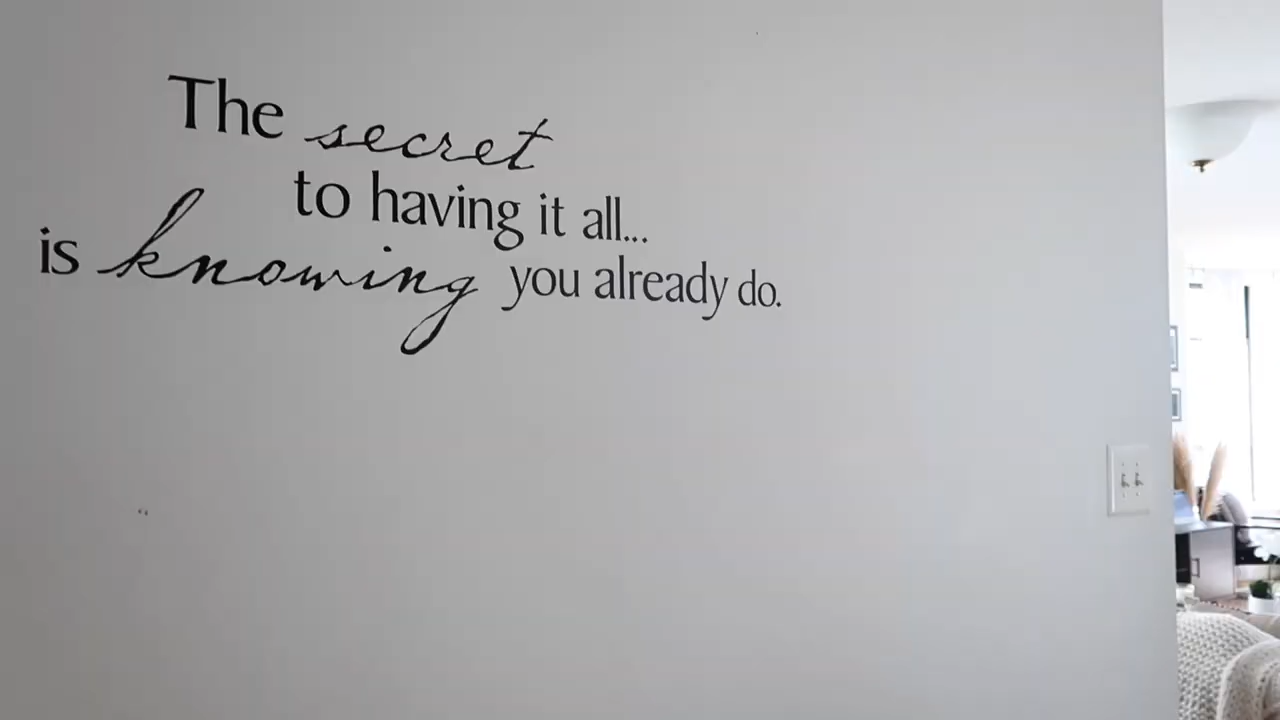 The secret
to having it all...
is knowing you already do.